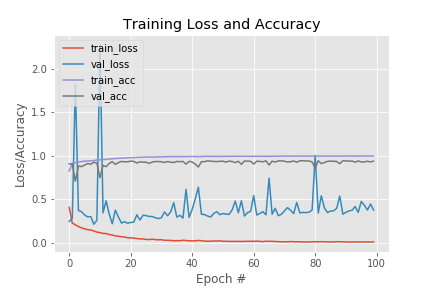 Training Loss and Accuracy
train_loss
val_loss
train_acc
val_acc
Loss/Accuracy
2.0
1.5
1.0
0.5
0.0
0 20 40 60 80 100
Epoch #